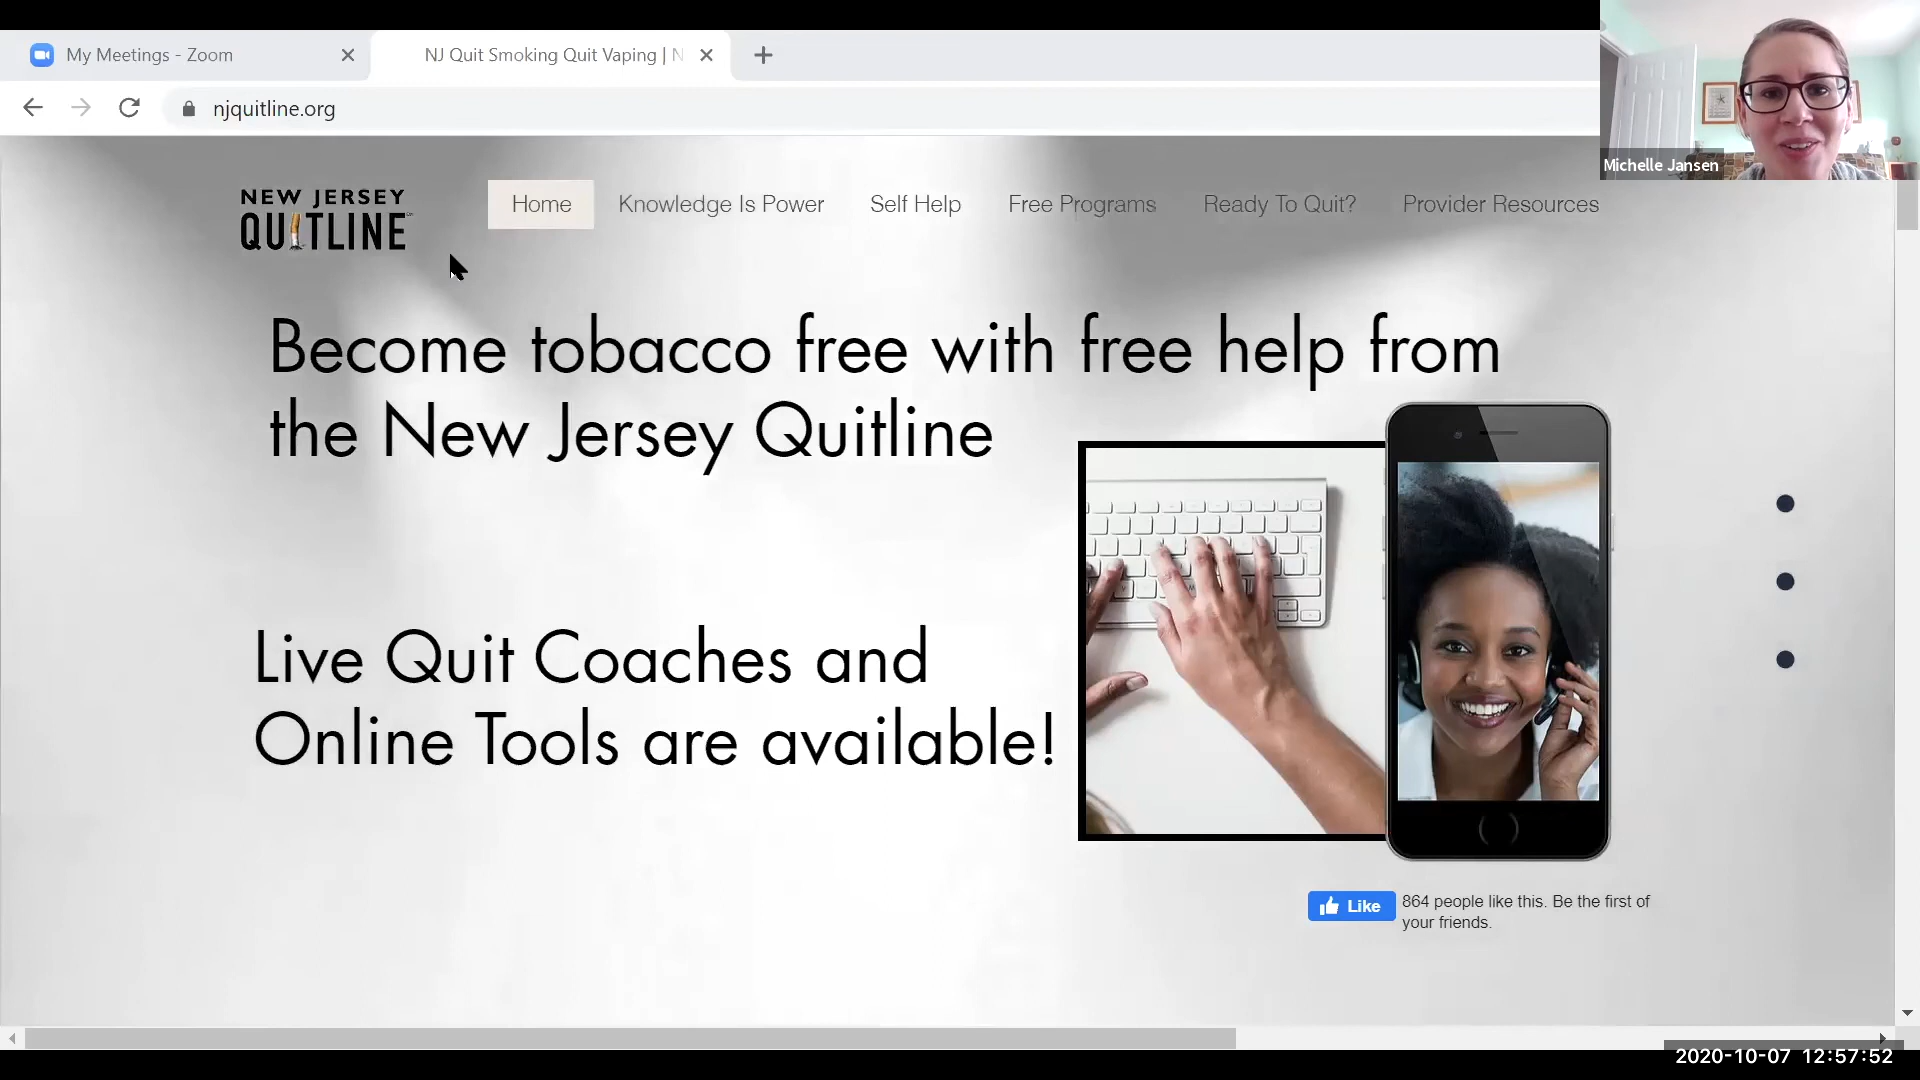 My Meetings - Zoom
NJ Quit Smoking Quit Vaping | N
njquitline.org
Michelle Jansen
NEW JERSEY
QUITLINE
Home
Knowledge Is Power
Self Help
Free Programs
Ready To Quit?
Provider Resources
Become tobacco free with free help from
the New Jersey Quitline
Live Quit Coaches and
Online Tools are available!
Like
864 people like this. Be the first of
your friends.
2020-10-07 12:57:52